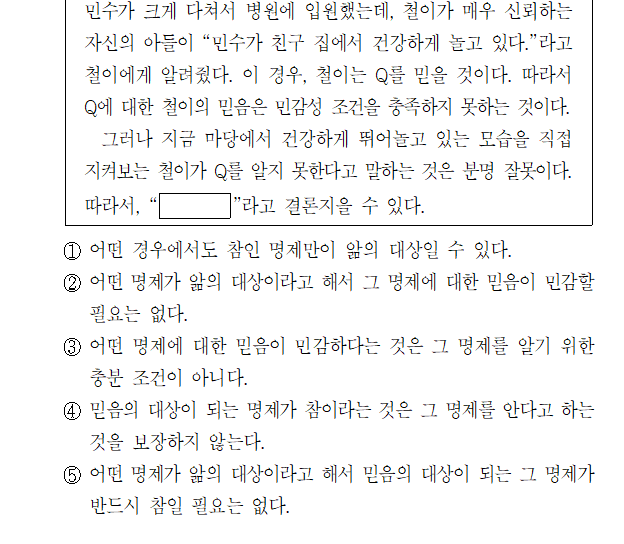 민수가 크게 다쳐서 병원에 입원했는데, 철이가 매우 신뢰하는
자신의 아들이 “민수가 친구 집에서 건강하게 놀고 있다.”라고
철이에게 알려줬다. 이 경우, 철이는 Q를 믿을 것이다. 따라서
Q에 대한 철이의 믿음은 민감성 조건을 충족하지 못하는 것이다.
그러나 지금 마당에서 건강하게 뛰어놀고 있는 모습을 직접
지켜보는 철이가 Q를 알지 못한다고 말하는 것은 분명 잘못이다.
따라서, “ ”라고 결론지을 수 있다.
① 어떤 경우에서도 참인 명제만이 앎의 대상일 수 있다.
② 어떤 명제가 앎의 대상이라고 해서 그 명제에 대한 믿음이 민감할
필요는 없다.
③ 어떤 명제에 대한 믿음이 민감하다는 것은 그 명제를 알기 위한
충분 조건이 아니다.
④ 믿음의 대상이 되는 명제가 참이라는 것은 그 명제를 안다고 하는
것을 보장하지 않는다.
⑤ 어떤 명제가 앎의 대상이라고 해서 믿음의 대상이 되는 그 명제가
반드시 참일 필요는 없다.